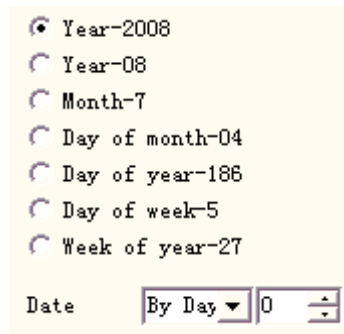 Year-2008
Year-08
Month-7
Day of month-04
Day of year-186
Day of week-5
Week of year-27
Date By Day 0